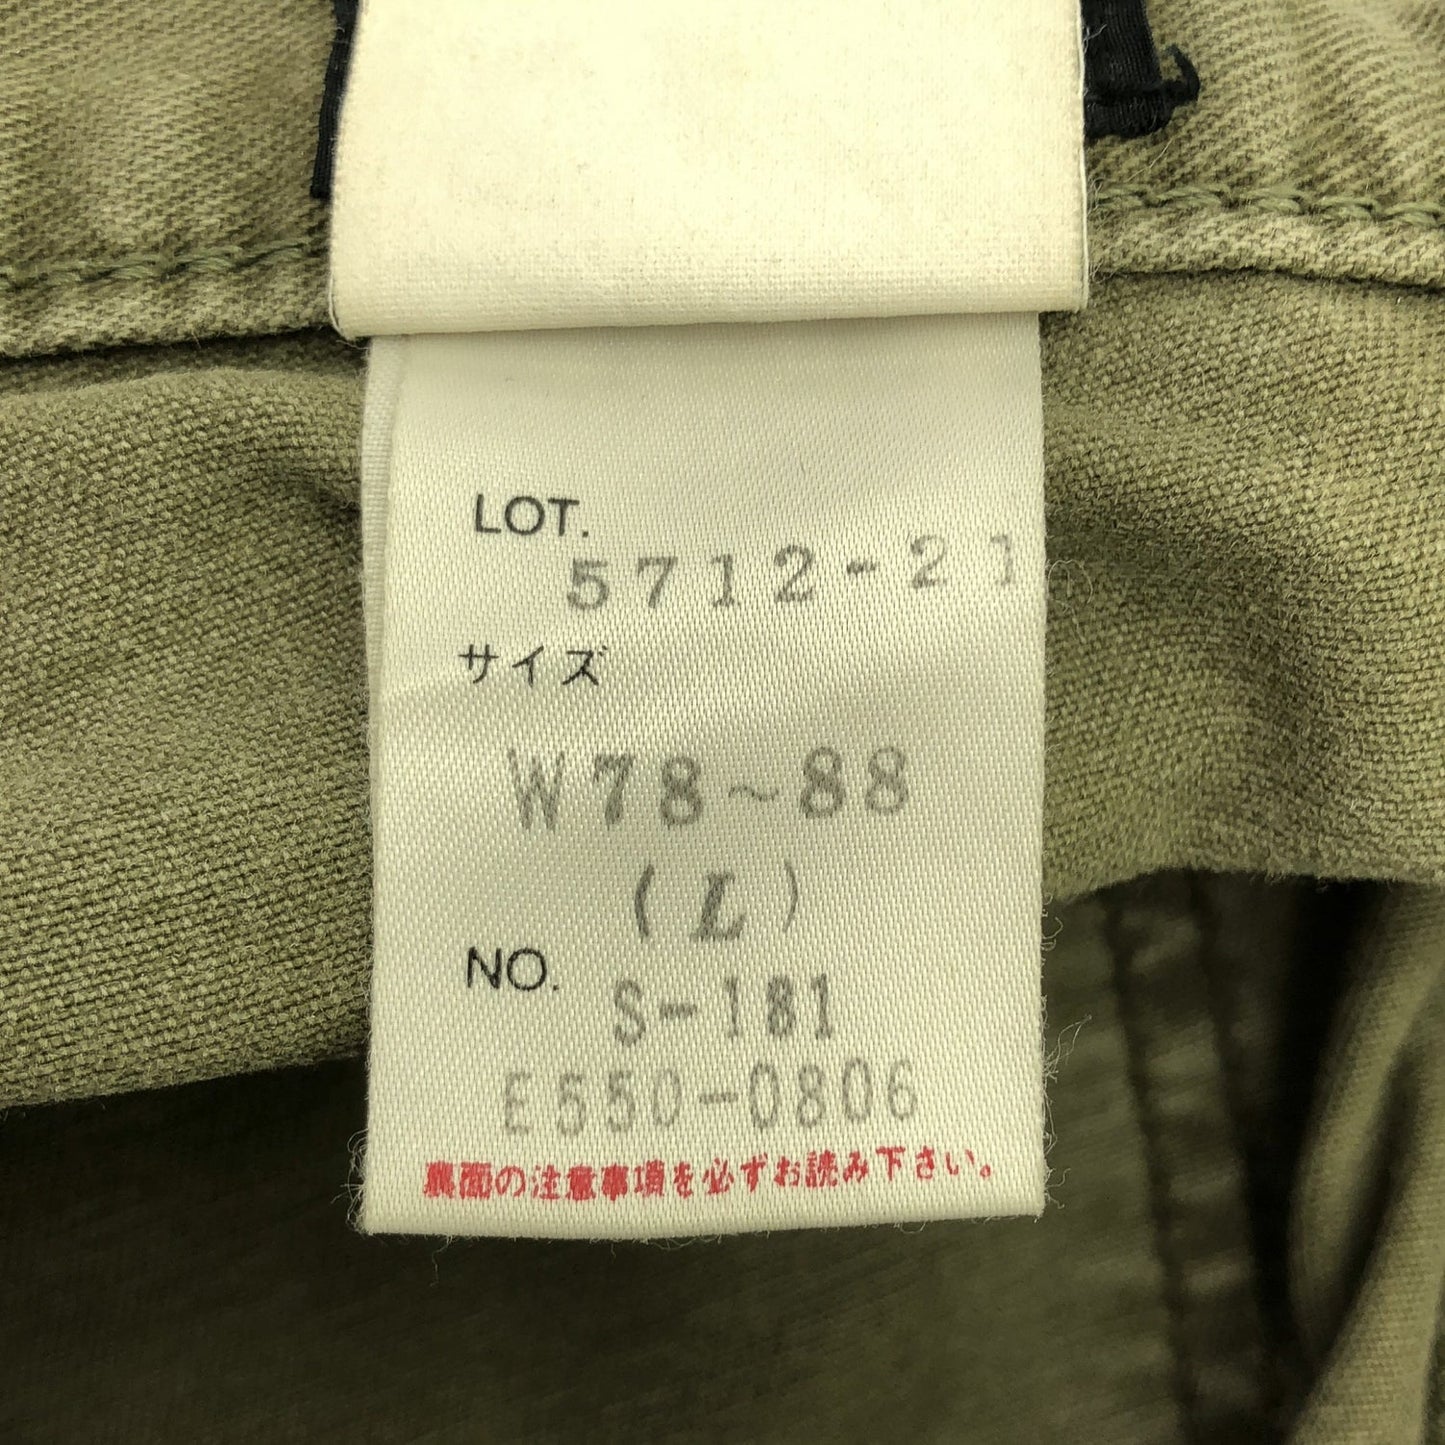 LOT.
5712-21
サイズ
W78~88
(L)
NO.
S-181
E550-0806
裏面の注意事項を必ずお読み下さい。